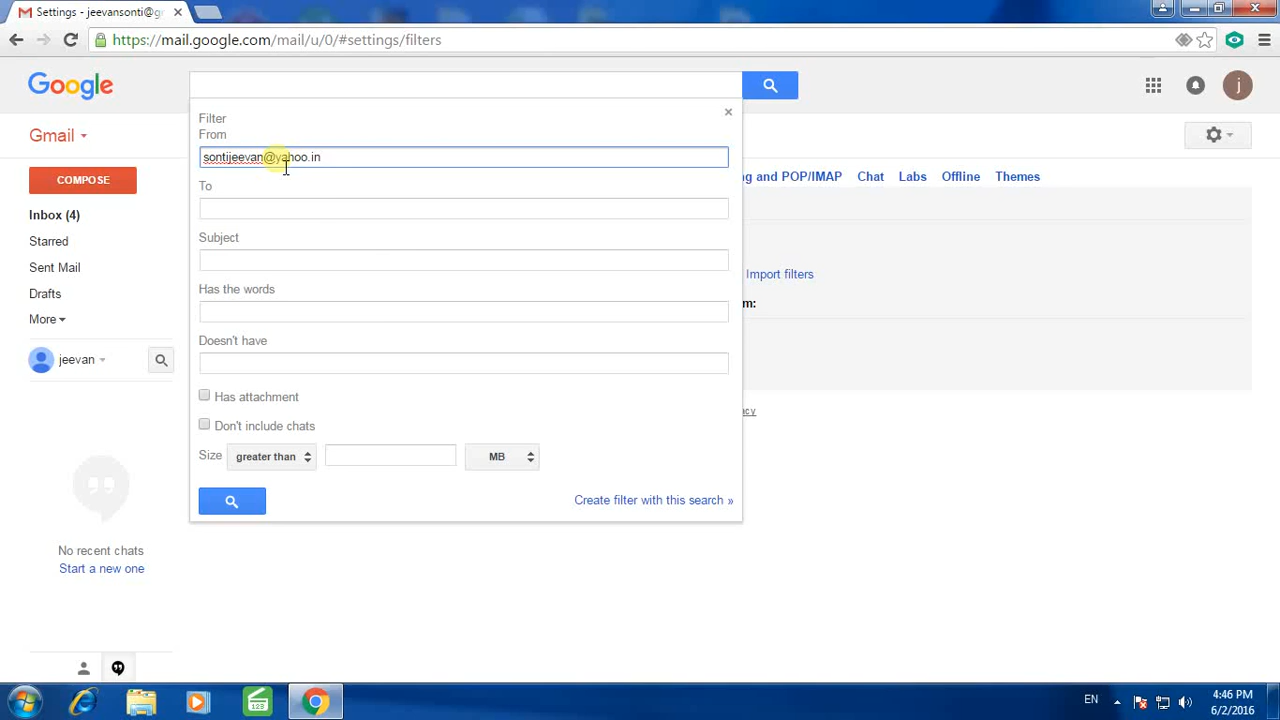 Settings - jeevansonti@g
https://mail.google.com/mail/u/0/#settings/filters
Google
j
Gmail
COMPOSE
Inbox (4)
Starred
Sent Mail
Drafts
More
jeevan
No recent chats
Start a new one
Filter
From
sontijeevan@yahoo.in
To
Subject
Has the words
Doesn't have
Has attachment
Don't include chats
Size greater than MB
Create filter with this search »
ng and POP/IMAP Chat Labs Offline Themes
Import filters
m:
acy
EN
4:46 PM
6/2/2016